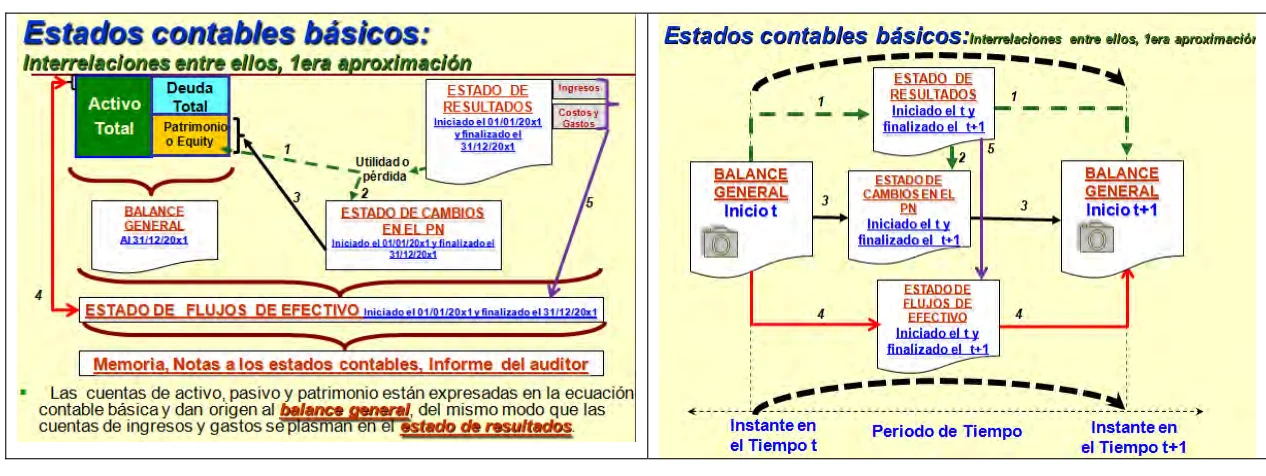 Estados contables básicos:
Interrelaciones entre ellos, 1era aproximación
Activo
Total
Deuda
Total
Patrimonio
o Equity
ESTADO DE
RESULTADOS
Iniciado el 01/01/20x1
y finalizado el
31/12/20x1
Ingresos
Costos y
Gastos
1
Utilidad o
pérdida
2
3
5
BALANCE
GENERAL
Al 31/12/20x1
ESTADO DE CAMBIOS
EN EL PN
Iniciado el 01/01/20x1 y finalizado el
31/12/20x1
4
ESTADO DE FLUJOS DE EFECTIVO Iniciado el 01/01/20x1 y finalizado el 31/12/20x1
Memoria, Notas a los estados contables, Informe del auditor
Las cuentas de activo, pasivo y patrimonio están expresadas en la ecuación
contable básica y dan origen al balance general, del mismo modo que las
cuentas de ingresos y gastos se plasman en el estado de resultados.
Estados contables básicos: Interrelaciones entre ellos, 1era aproximación
ESTADO DE
RESULTADOS
Iniciado el t y
finalizado el t+1
1
1
2
5
BALANCE
GENERAL
Inicio t
3
ESTADO DE
CAMBIOS EN EL
PN
Iniciado el t y
finalizado el t+1
3
BALANCE
GENERAL
Inicio t+1
4
ESTADO DE
FLUJOS DE
EFECTIVO
Iniciado el t y
finalizado el t+1
4
Instante en
el Tiempo t
Periodo de Tiempo
Instante en
el Tiempo t+1